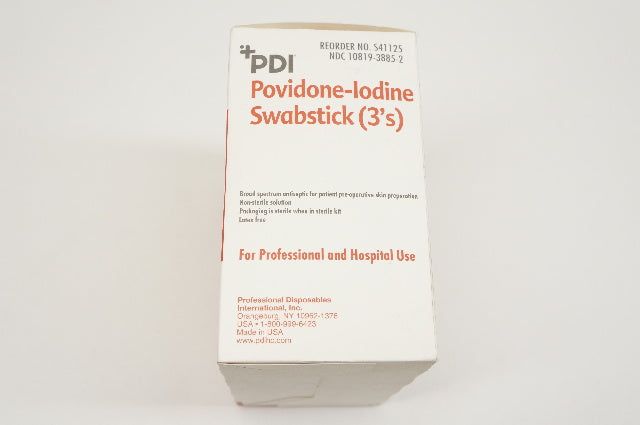 PDI
REORDER NO. S41125
NDC 10819-3885-2
Povidone-Iodine
Swabstick (3's)
Broad spectrum antiseptic for patient pre-operative skin preparation
Non-sterile solution
Packaging is sterile when in sterile kit
Latex free
For Professional and Hospital Use
Professional Disposables
International, Inc.
Orangeburg, NY 10962-1376
USA • 1-800-999-6423
Made in USA
www.pdihc.com